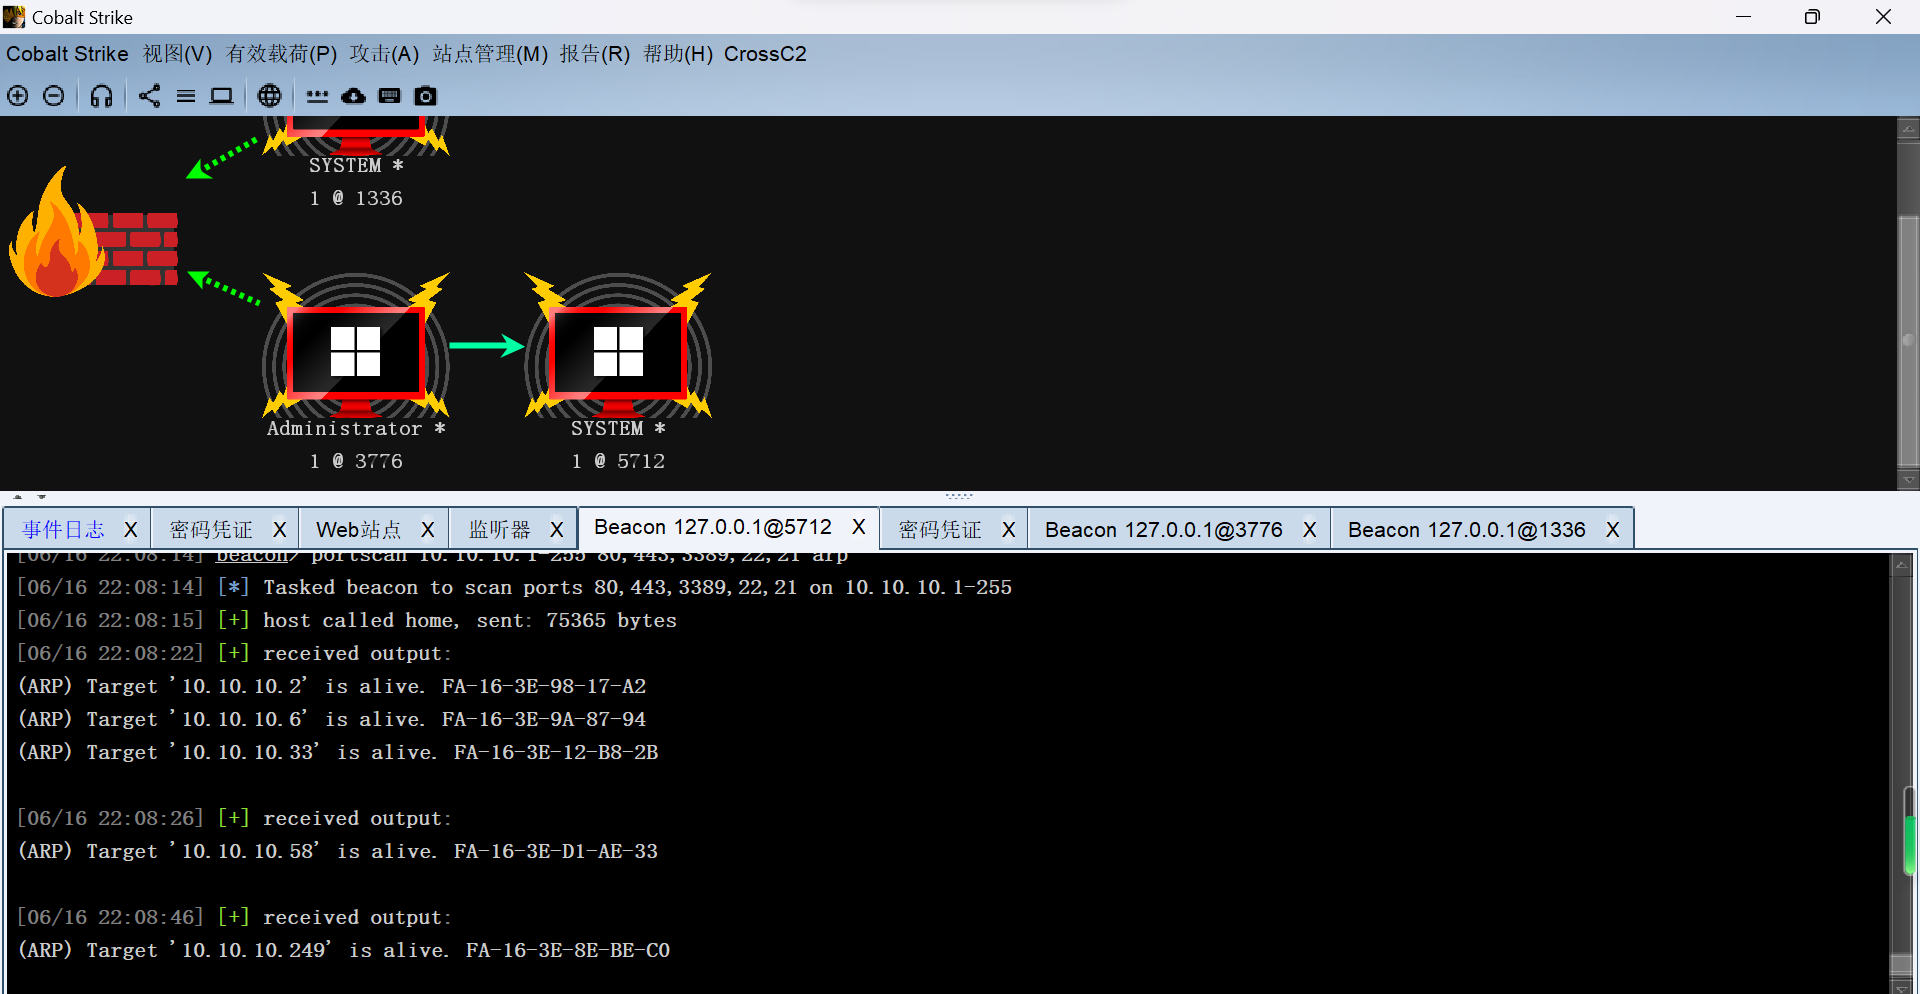 Cobalt Strike
Cobalt Strike 视图(V) 有效载荷(P) 攻击(A) 站点管理(M) 报告(R) 帮助(H) CrossC2
SYSTEM *
1 @ 1336
Administrator *
1 @ 3776
SYSTEM *
1 @ 5712
事件日志 X 密码凭证 X Web站点 X 监听器 X Beacon 127.0.0.1@5712 X 密码凭证 X Beacon 127.0.0.1@3776 X Beacon 127.0.0.1@1336 X
[06/16 22:08:14] beacon> portscan 10.10.10.1-255 80,443,3389,22,21 arp
[06/16 22:08:14] [*] Tasked beacon to scan ports 80,443,3389,22,21 on 10.10.10.1-255
[06/16 22:08:15] [+] host called home, sent: 75365 bytes
[06/16 22:08:22] [+] received output:
(ARP) Target '10.10.10.2' is alive. FA-16-3E-98-17-A2
(ARP) Target '10.10.10.6' is alive. FA-16-3E-9A-87-94
(ARP) Target '10.10.10.33' is alive. FA-16-3E-12-B8-2B
[06/16 22:08:26] [+] received output:
(ARP) Target '10.10.10.58' is alive. FA-16-3E-D1-AE-33
[06/16 22:08:46] [+] received output:
(ARP) Target '10.10.10.249' is alive. FA-16-3E-8E-BE-C0